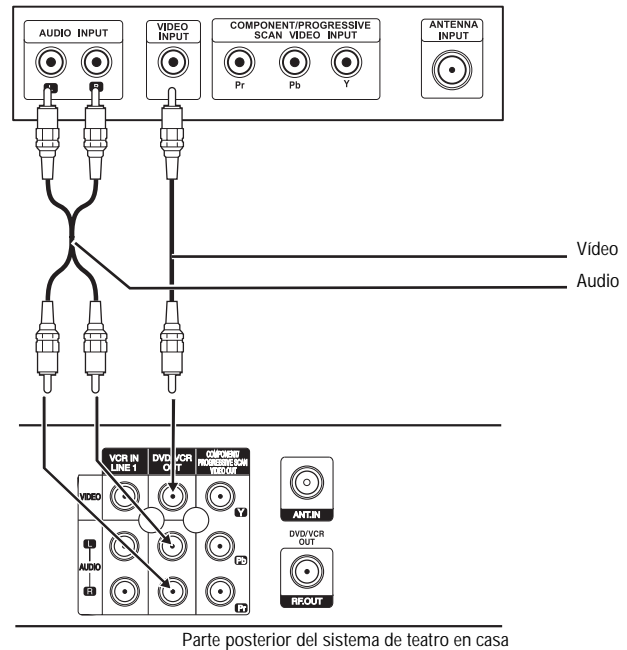 AUDIO INPUT
L R
VIDEO
INPUT
COMPONENT/PROGRESSIVE
SCAN VIDEO INPUT
Pr Pb Y
ANTENNA
INPUT
Vídeo
Audio
VCR IN
LINE 1
DVD/VCR
OUT
COMPONENT/
PROGRESSIVE SCAN
VIDEO OUT
VIDEO
L
AUDIO
R
Y
Pb
Pr
ANT.IN
DVD/VCR
OUT
RF.OUT
Parte posterior del sistema de teatro en casa